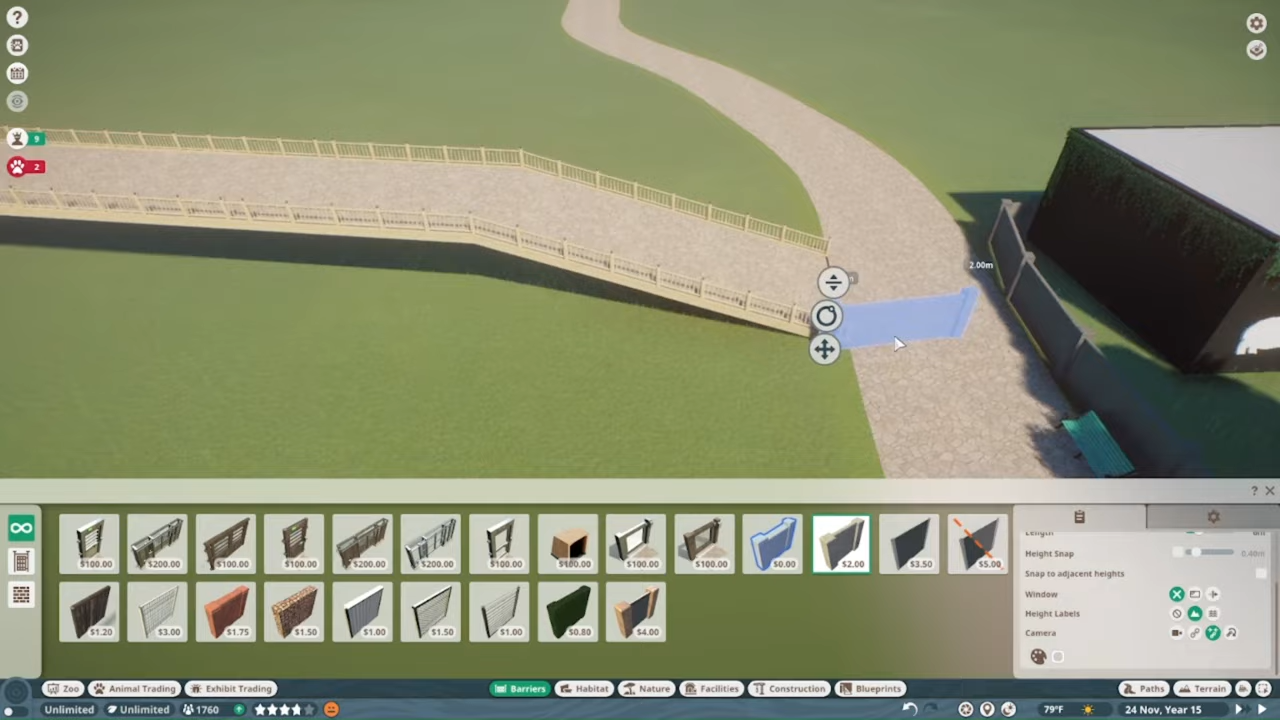 ?
9
2
2.00m
? ×
$100.00 $200.00 $100.00 $100.00 $200.00 $200.00 $100.00 $100.00 $100.00 $100.00 $0.00 $2.00 $3.50 $5.00
$1.20 $3.00 $1.75 $1.50 $1.00 $1.50 $1.00 $0.80 $4.00
Length
Height Snap 0.40m
Snap to adjacent heights
Window
Height Labels
Camera
Zoo Animal Trading Exhibit Trading Barriers Habitat Nature Facilities Construction Blueprints Paths Terrain
Unlimited Unlimited 1760 79°F 24 Nov, Year 15